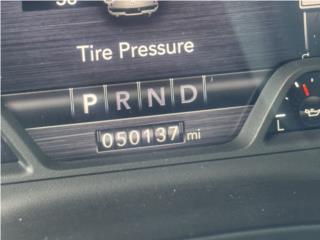 Tire Pressure
P R N D
050137 mi
L